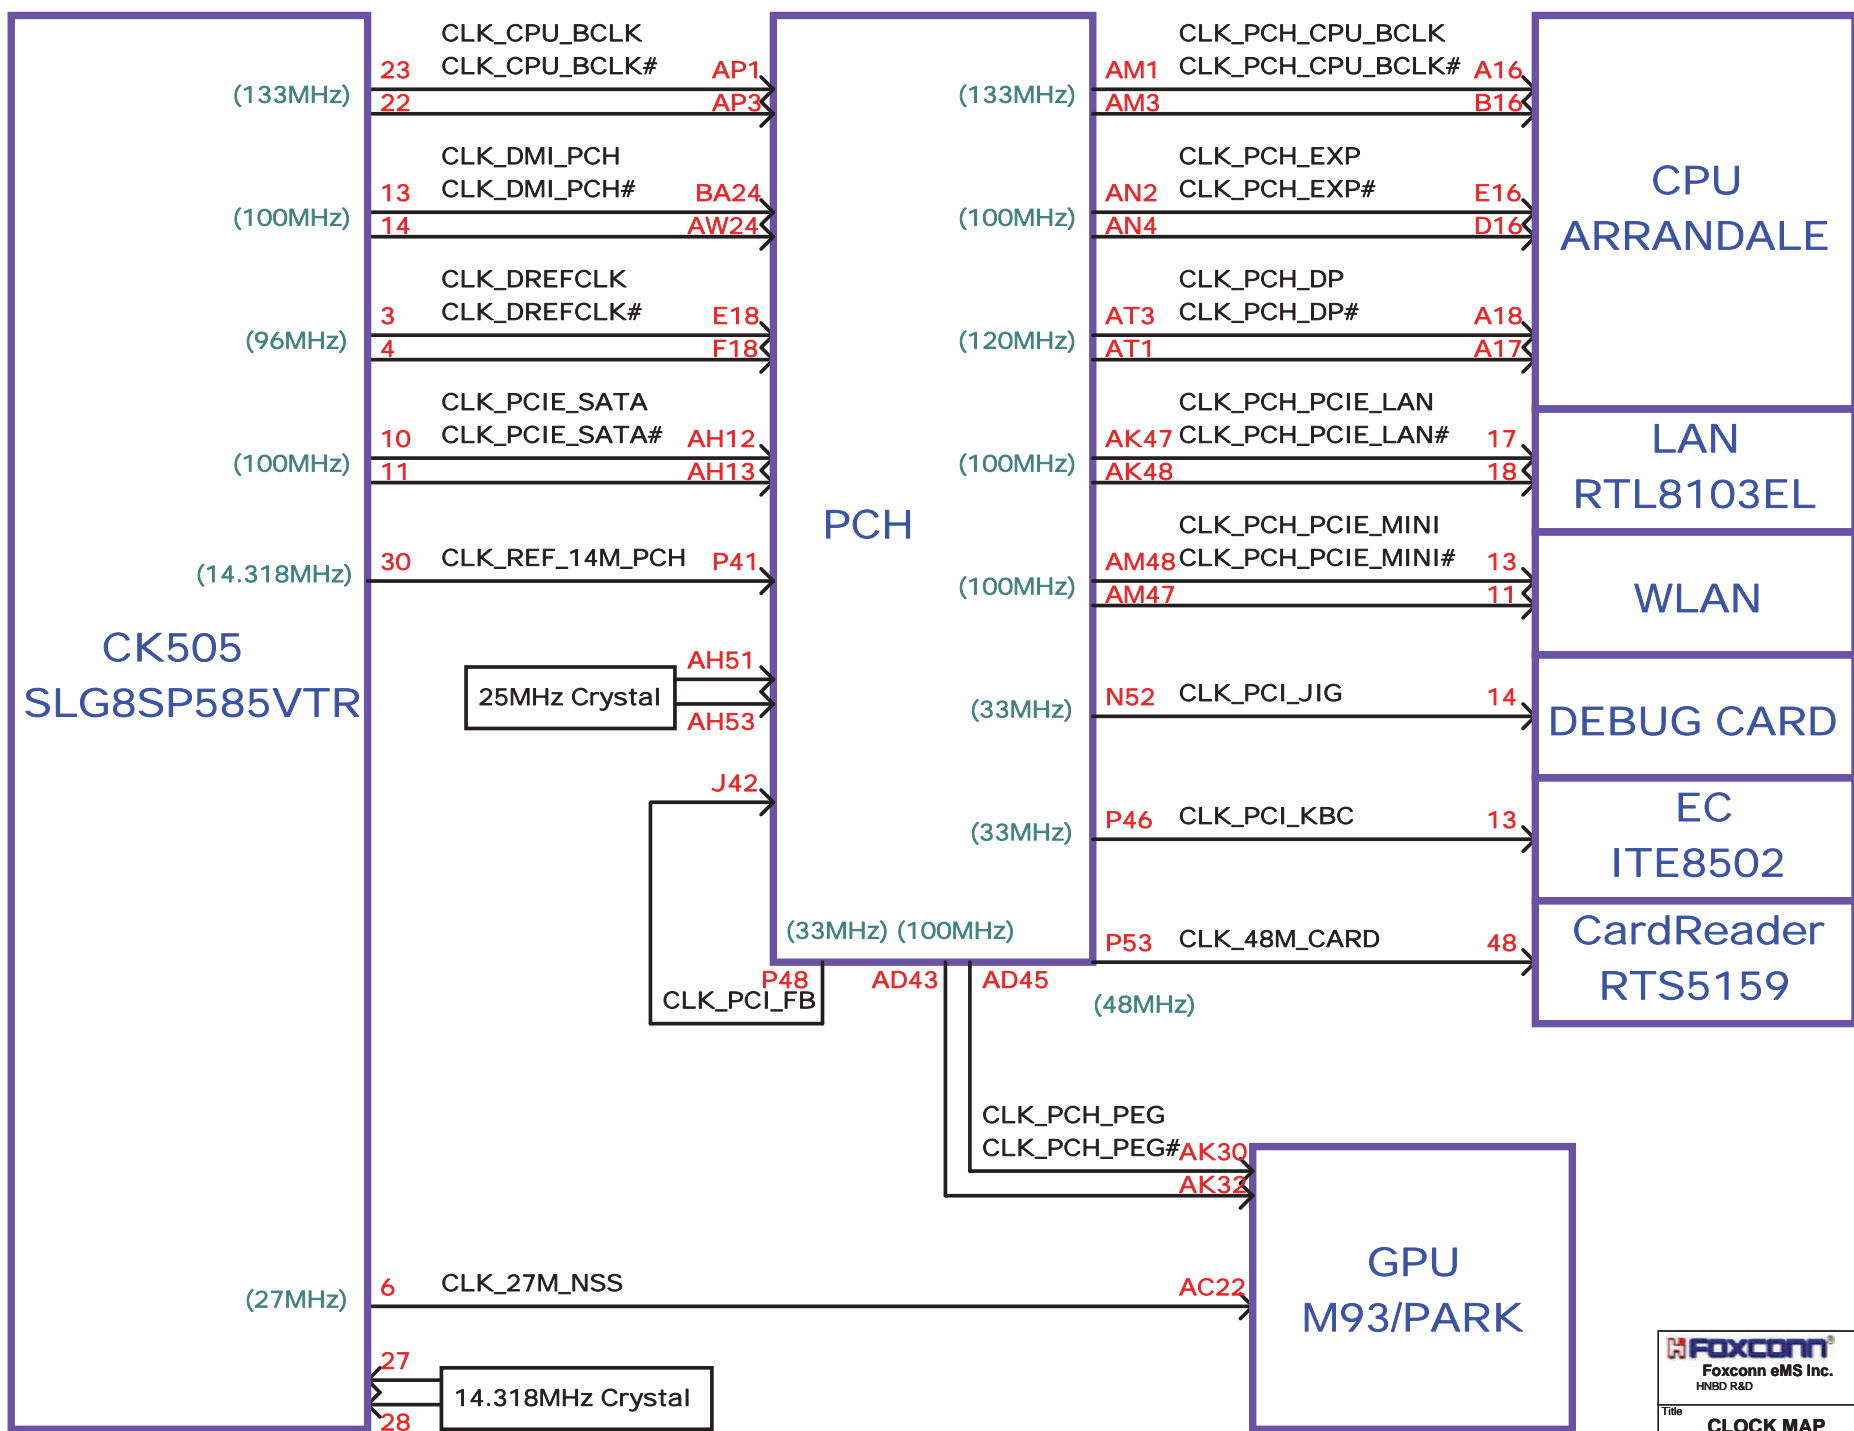 CK505
SLG8SP585VTR
(133MHz)
23
22
CLK_CPU_BCLK
CLK_CPU_BCLK#
AP1
AP3
(100MHz)
13
14
CLK_DMI_PCH
CLK_DMI_PCH#
BA24
AW24
(96MHz)
3
4
CLK_DREFCLK
CLK_DREFCLK#
E18
F18
(100MHz)
10
11
CLK_PCIE_SATA
CLK_PCIE_SATA#
AH12
AH13
(14.318MHz)
30
CLK_REF_14M_PCH
P41
25MHz Crystal
AH51
AH53
J42
PCH
(33MHz) (100MHz)
P48
CLK_PCI_FB
AD43
AD45
(133MHz)
AM1
AM3
CLK_PCH_CPU_BCLK
CLK_PCH_CPU_BCLK#
A16
B16
(100MHz)
AN2
AN4
CLK_PCH_EXP
CLK_PCH_EXP#
E16
D16
(120MHz)
AT3
AT1
CLK_PCH_DP
CLK_PCH_DP#
A18
A17
CPU
ARRANDALE
(100MHz)
AK47
AK48
CLK_PCH_PCIE_LAN
CLK_PCH_PCIE_LAN#
17
18
LAN
RTL8103EL
(100MHz)
AM48
AM47
CLK_PCH_PCIE_MINI
CLK_PCH_PCIE_MINI#
13
11
WLAN
(33MHz)
N52
CLK_PCI_JIG
14
DEBUG CARD
(33MHz)
P46
CLK_PCI_KBC
13
EC
ITE8502
P53
CLK_48M_CARD
48
(48MHz)
CardReader
RTS5159
CLK_PCH_PEG
CLK_PCH_PEG#
AK30
AK32
(27MHz)
6
CLK_27M_NSS
AC22
GPU
M93/PARK
27
28
14.318MHz Crystal
FOXCONN®
Foxconn eMS Inc.
HNBD R&D
Title
CLOCK MAP